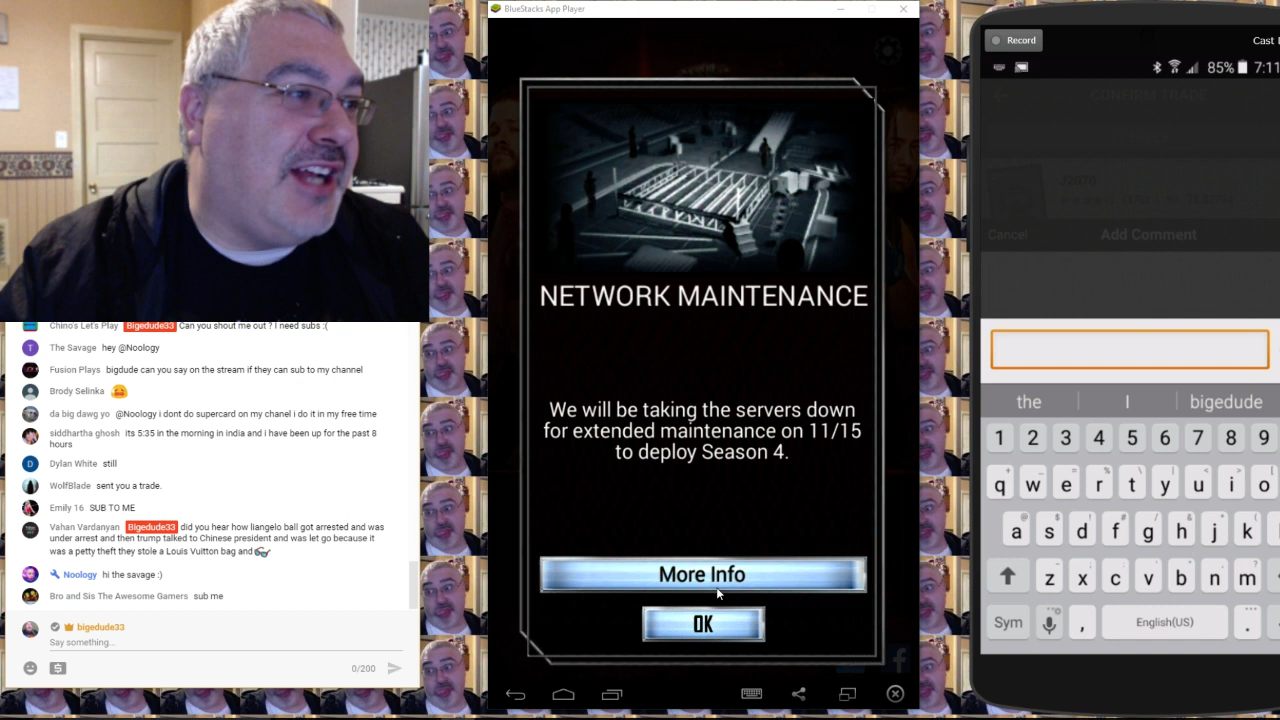 Chino's Let's Play Bigedude33 Can you shout me out ? I need subs :(
The Savage hey @Noology
Fusion Plays bigdude can you say on the stream if they can sub to my channel
Brody Selinka
da big dawg yo @Noology i dont do supercard on my chanel i do it in my free time
siddhartha ghosh its 5:35 in the morning in india and i have been up for the past 8
hours
Dylan White still
WolfBlade sent you a trade.
Emily 16 SUB TO ME
Vahan Vardanyan Bigedude33 did you hear how liangelo ball got arrested and was
under arrest and then trump talked to Chinese president and was let go because it
was a petty theft they stole a Louis Vuitton bag and
Noology hi the savage :)
Bro and Sis The Awesome Gamers sub me
bigedude33
Say something...
0/200
BlueStacks App Player
NETWORK MAINTENANCE
We will be taking the servers down
for extended maintenance on 11/15
to deploy Season 4.
More Info
OK
Record
Cast
85% 7:11
CONFIRM TRADE
Cancel Add Comment
the I bigedude
1 2 3 4 5 6 7 8 9
q w e r t y u i o
a s d f g h j k
z x c v b n m
Sym , English(US) .